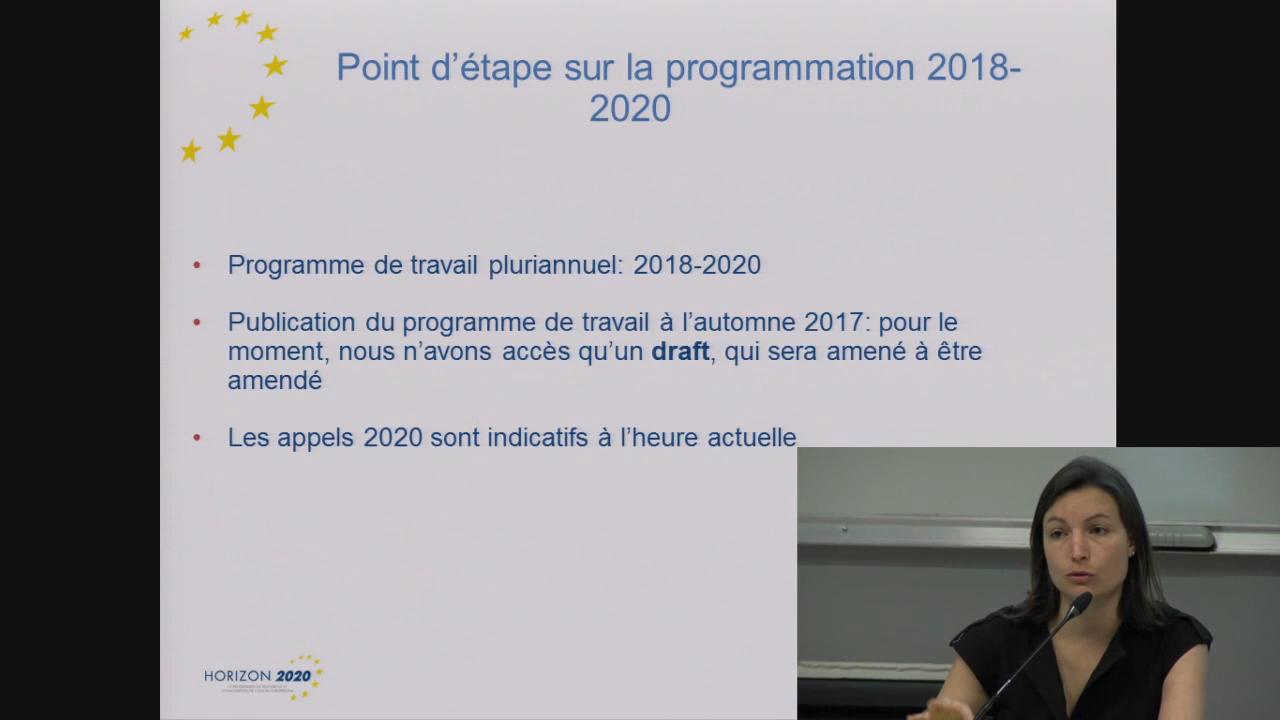 Point d’étape sur la programmation 2018-
2020
• Programme de travail pluriannuel: 2018-2020
• Publication du programme de travail à l’automne 2017: pour le
moment, nous n’avons accès qu’un draft, qui sera amené à être
amendé
• Les appels 2020 sont indicatifs à l’heure actuelle
HORIZON 2020